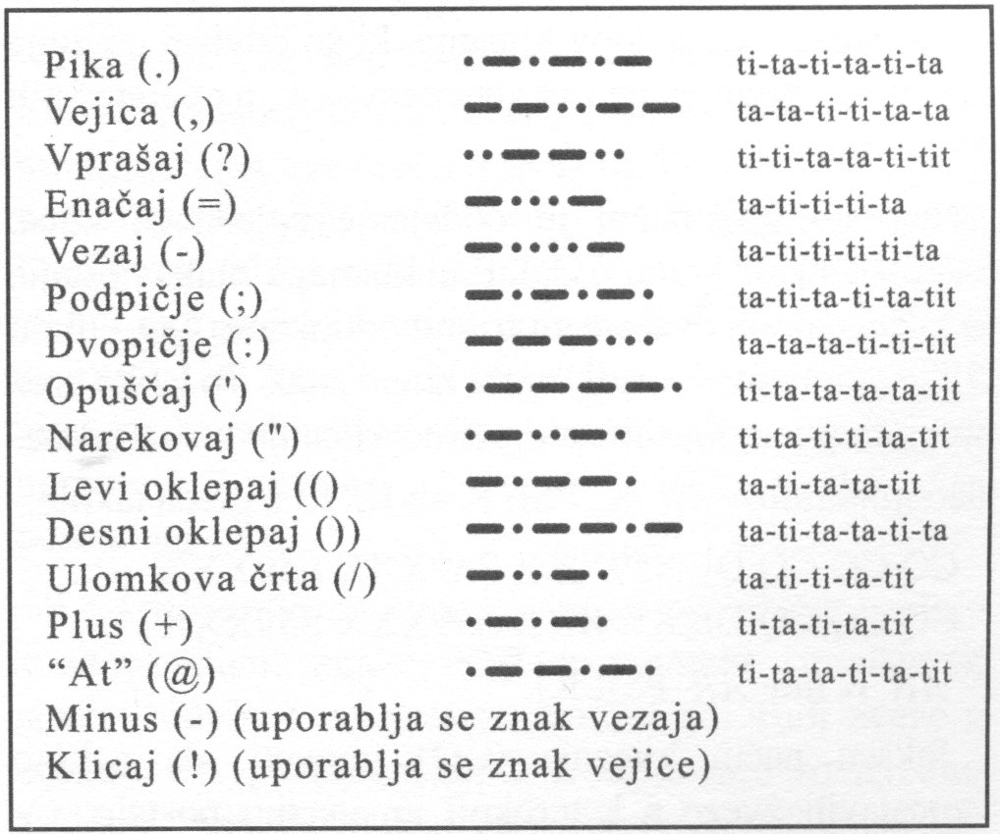 Pika (.) ·−·−·− ti-ta-ti-ta-ti-ta
Vejica (,) −−··−− ta-ta-ti-ti-ta-ta
Vprašaj (?) ··−−·· ti-ti-ta-ta-ti-tit
Enačaj (=) −···− ta-ti-ti-ti-ta
Vezaj (-) −····− ta-ti-ti-ti-ti-ta
Podpičje (;) −·−·−· ta-ti-ta-ti-ta-tit
Dvopičje (:) −−−··· ta-ta-ta-ti-ti-tit
Opuščaj (') ·−−−−· ti-ta-ta-ta-ta-tit
Narekovaj (") ·−··−· ti-ta-ti-ti-ta-tit
Levi oklepaj (() −·−−· ta-ti-ta-ta-tit
Desni oklepaj ()) −·−−·− ta-ti-ta-ta-ti-ta
Ulomkova črta (/) −··−· ta-ti-ti-ta-tit
Plus (+) ·−·−· ti-ta-ti-ta-tit
“At” (@) ·−−·−· ti-ta-ta-ti-ta-tit
Minus (-) (uporablja se znak vezaja)
Klicaj (!) (uporablja se znak vejice)